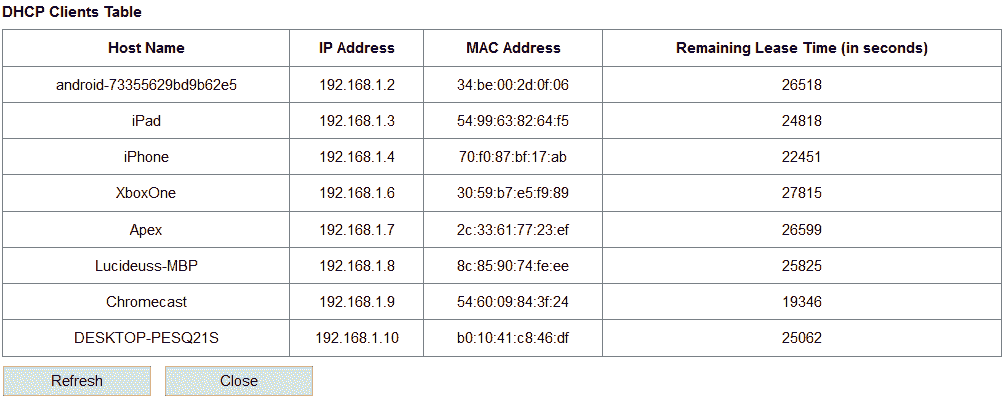 DHCP Clients Table
Host Name IP Address MAC Address Remaining Lease Time (in seconds)
android-73355629bd9b62e5 192.168.1.2 34:be:00:2d:0f:06 26518
iPad 192.168.1.3 54:99:63:82:64:f5 24818
iPhone 192.168.1.4 70:f0:87:bf:17:ab 22451
XboxOne 192.168.1.6 30:59:b7:e5:f9:89 27815
Apex 192.168.1.7 2c:33:61:77:23:ef 26599
Lucideuss-MBP 192.168.1.8 8c:85:90:74:fe:ee 25825
Chromecast 192.168.1.9 54:60:09:84:3f:24 19346
DESKTOP-PESQ21S 192.168.1.10 b0:10:41:c8:46:df 25062
Refresh Close